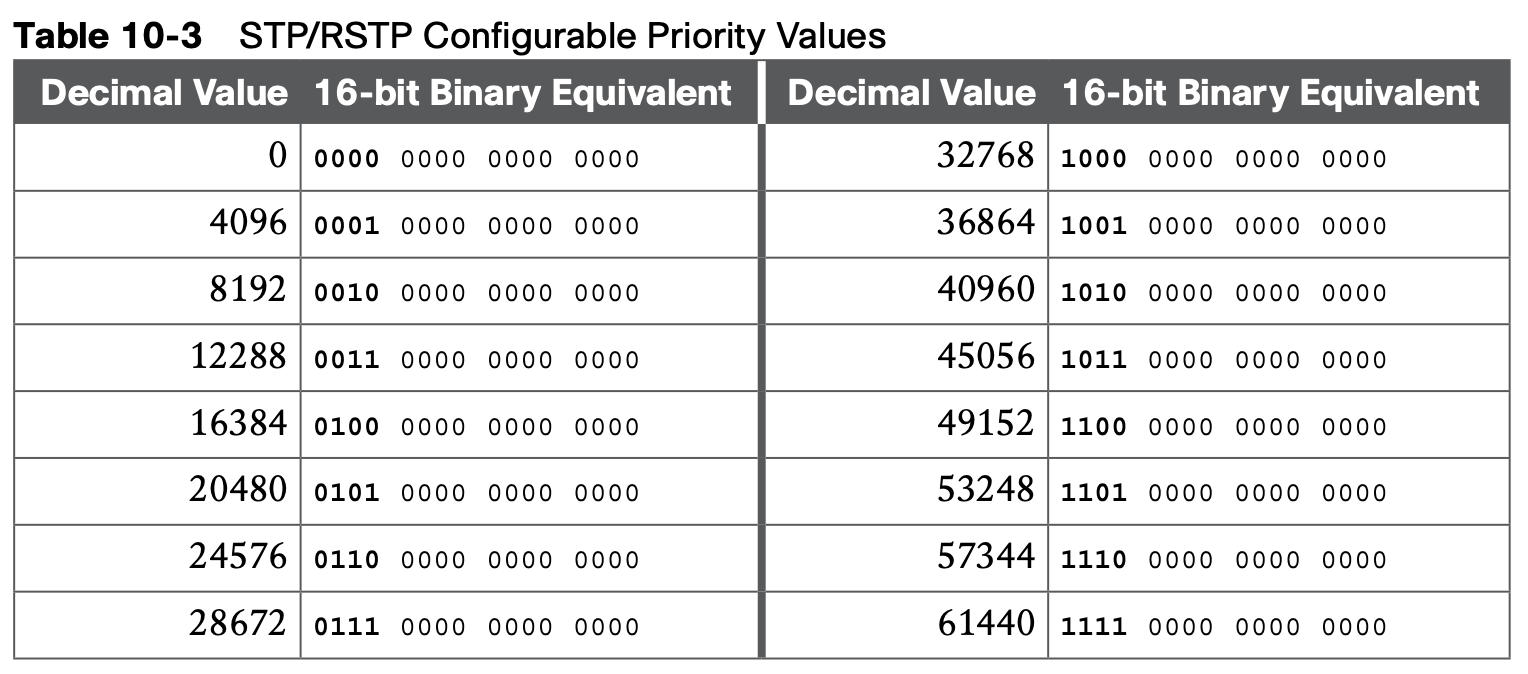 Table 10-3 STP/RSTP Configurable Priority Values
Decimal Value 16-bit Binary Equivalent Decimal Value 16-bit Binary Equivalent
0 0000 0000 0000 0000 32768 1000 0000 0000 0000
4096 0001 0000 0000 0000 36864 1001 0000 0000 0000
8192 0010 0000 0000 0000 40960 1010 0000 0000 0000
12288 0011 0000 0000 0000 45056 1011 0000 0000 0000
16384 0100 0000 0000 0000 49152 1100 0000 0000 0000
20480 0101 0000 0000 0000 53248 1101 0000 0000 0000
24576 0110 0000 0000 0000 57344 1110 0000 0000 0000
28672 0111 0000 0000 0000 61440 1111 0000 0000 0000